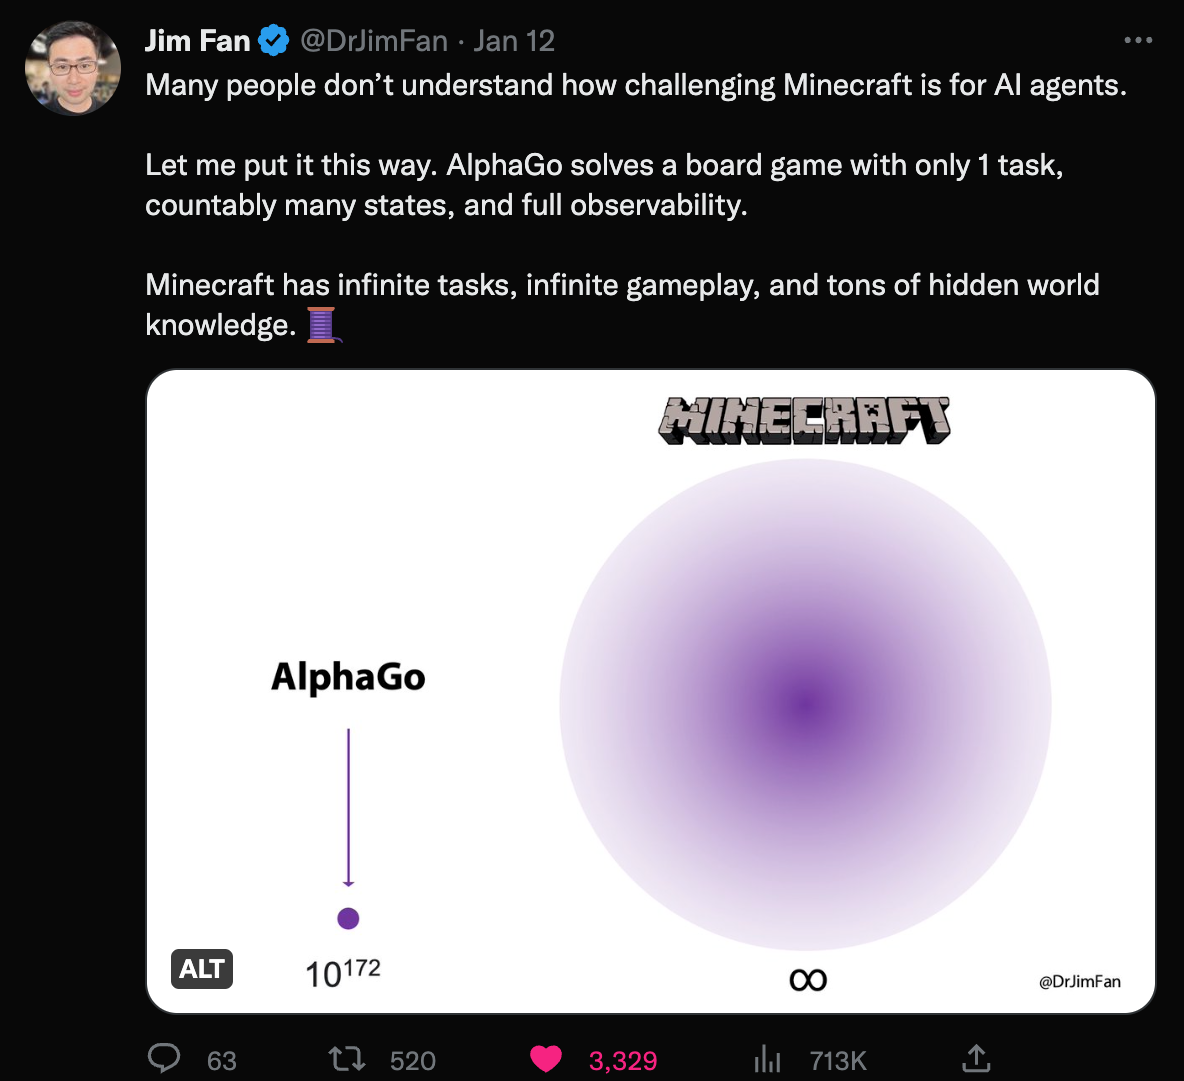 Jim Fan @DrJimFan · Jan 12
Many people don’t understand how challenging Minecraft is for AI agents.
Let me put it this way. AlphaGo solves a board game with only 1 task,
countably many states, and full observability.
Minecraft has infinite tasks, infinite gameplay, and tons of hidden world
knowledge. 🧵
MINECRAFT
AlphaGo
ALT
10¹⁷²
∞
@DrJimFan
63 520 3,329 713K